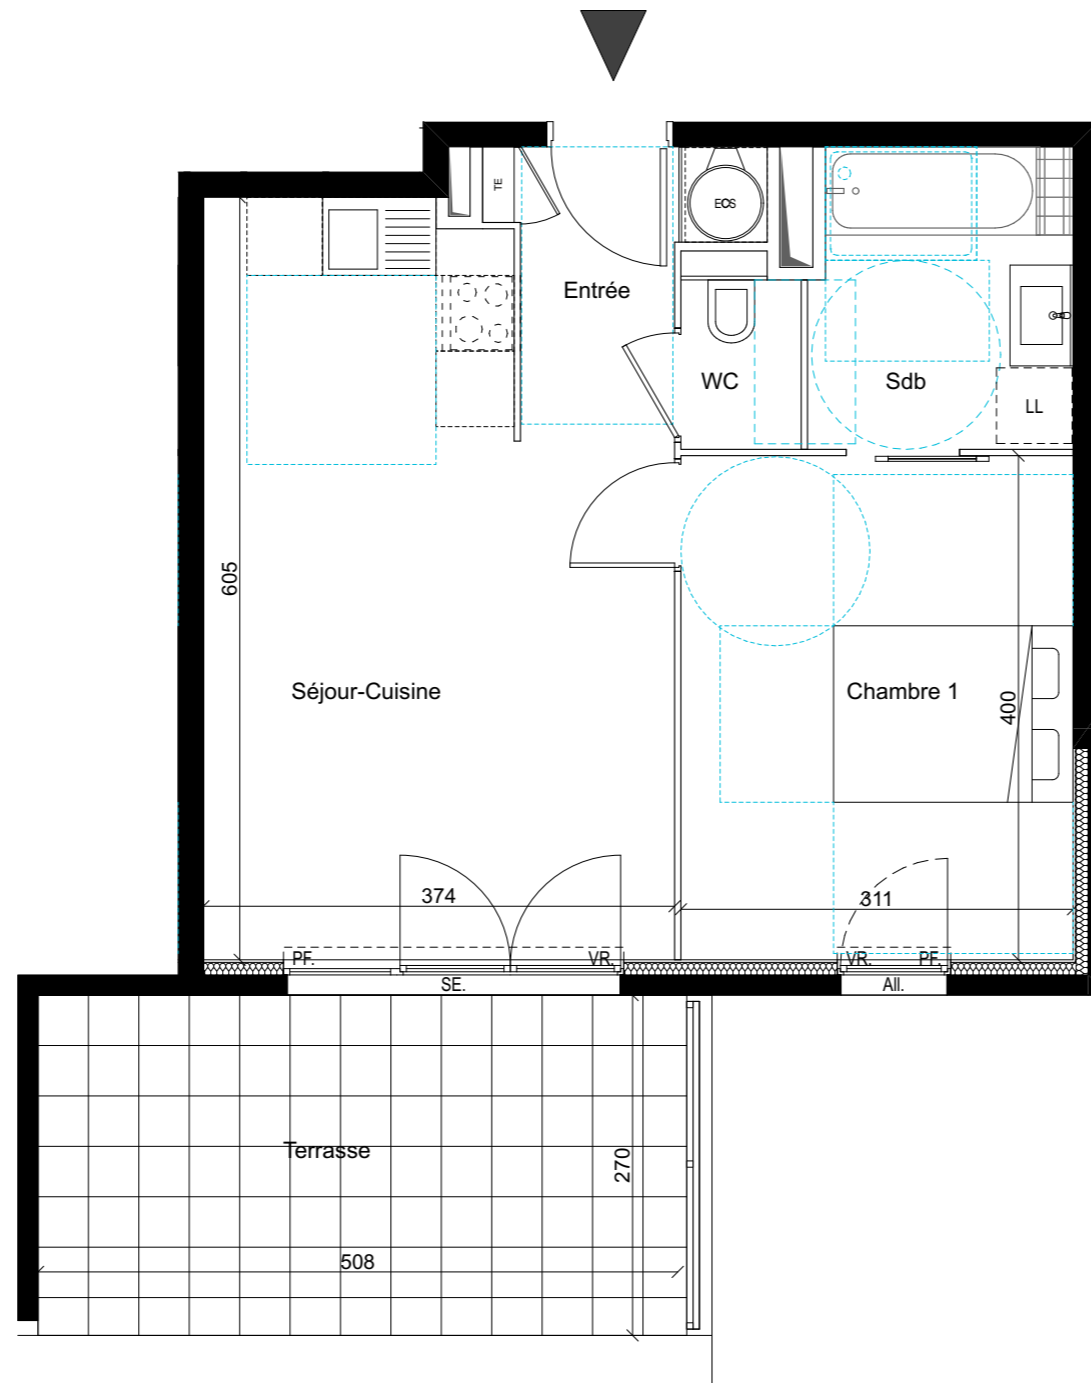 TE
EOS
Entrée
WC
Sdb
LL
605
Séjour-Cuisine
Chambre 1
400
374
311
PF.
VR.
VR.
PF.
SE.
All.
Terrasse
270
508